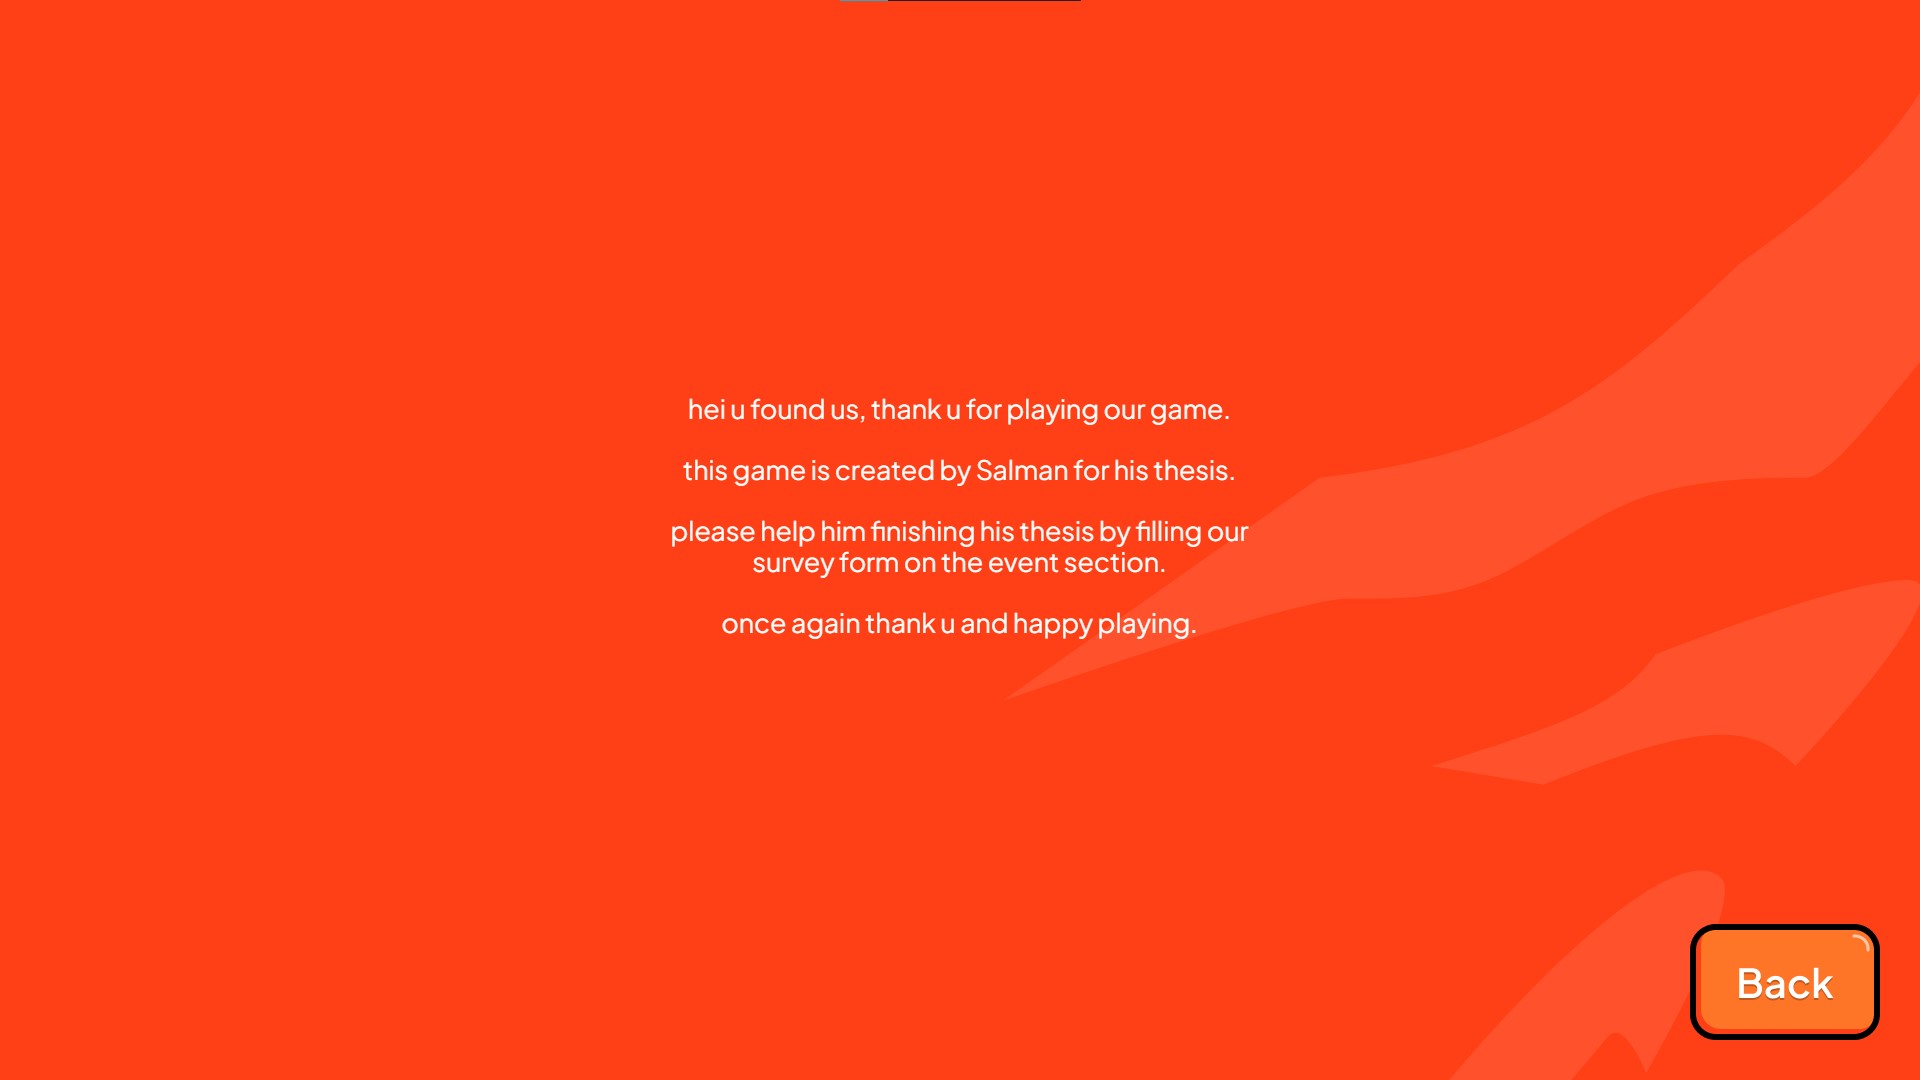 hei u found us, thank u for playing our game.
this game is created by Salman for his thesis.
please help him finishing his thesis by filling our
survey form on the event section.
once again thank u and happy playing.
Back